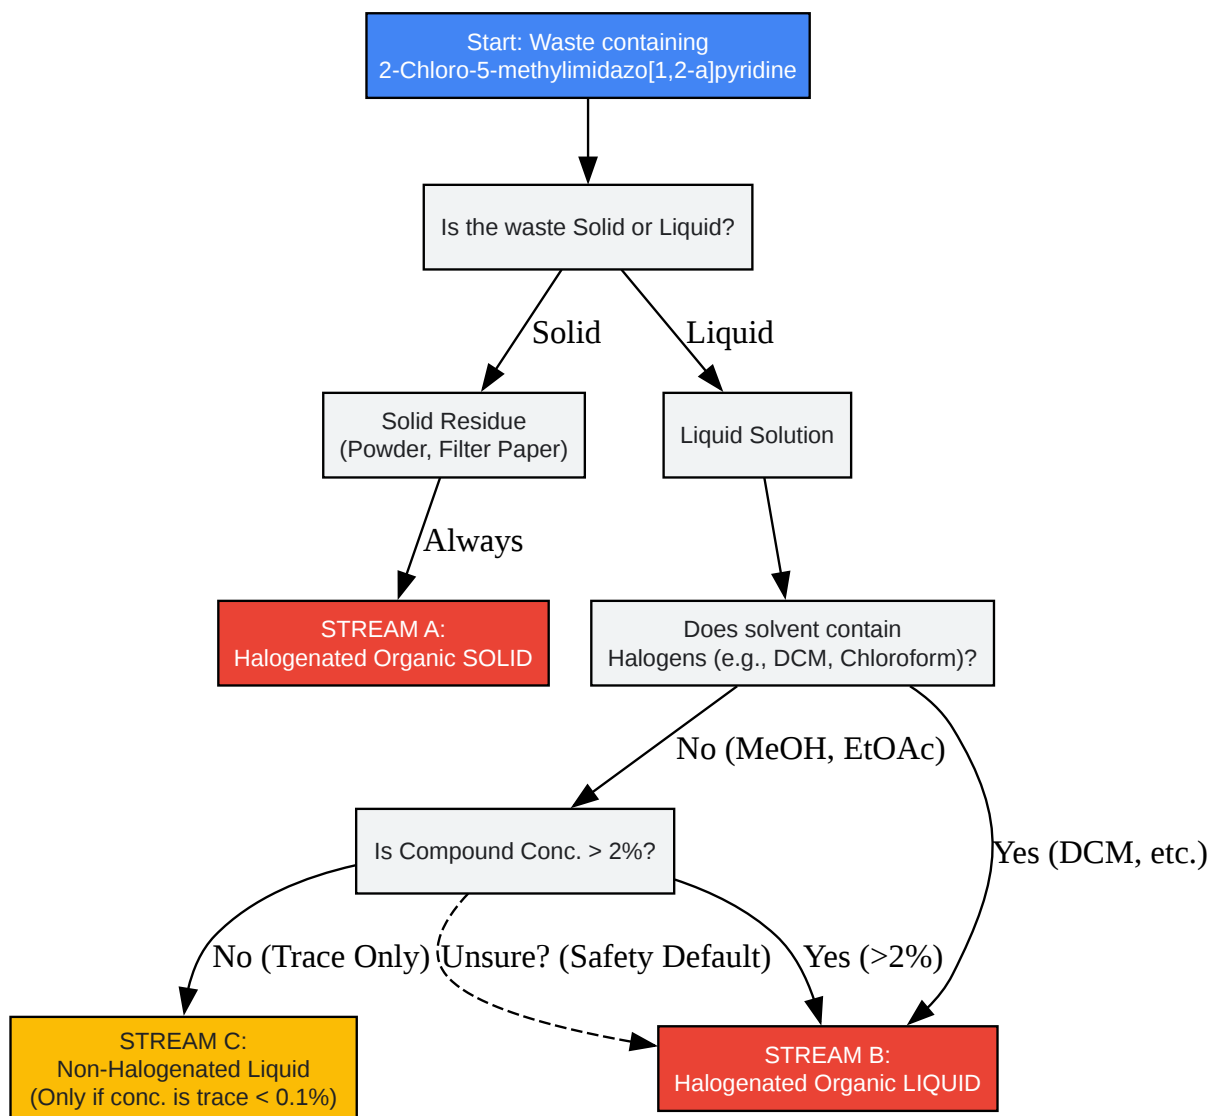 Start: Waste containing
2-Chloro-5-methylimidazo[1,2-a]pyridine
Is the waste Solid or Liquid?
Solid
Liquid
Solid Residue
(Powder, Filter Paper)
Liquid Solution
Always
STREAM A:
Halogenated Organic SOLID
Does solvent contain
Halogens (e.g., DCM, Chloroform)?
No (MeOH, EtOAc)
Is Compound Conc. > 2%?
Yes (DCM, etc.)
No (Trace Only)
Unsure? (Safety Default)
Yes (>2%)
STREAM C:
Non-Halogenated Liquid
(Only if conc. is trace < 0.1%)
STREAM B:
Halogenated Organic LIQUID